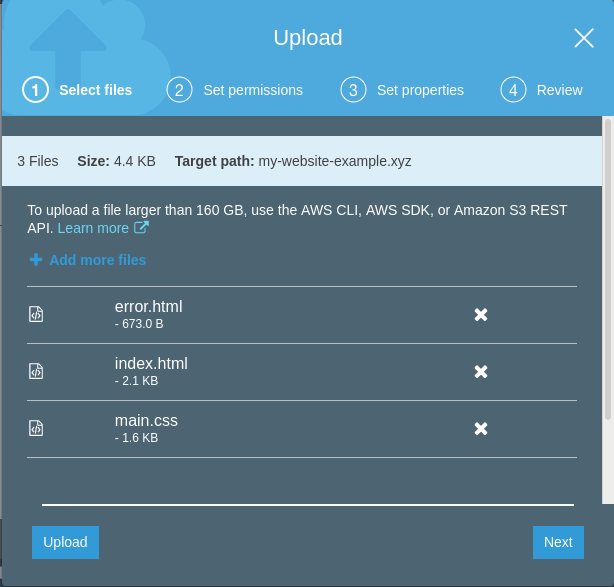 Upload
1 Select files 2 Set permissions 3 Set properties 4 Review
3 Files Size: 4.4 KB Target path: my-website-example.xyz
To upload a file larger than 160 GB, use the AWS CLI, AWS SDK, or Amazon S3 REST
API. Learn more
Add more files
error.html
- 673.0 B
index.html
- 2.1 KB
main.css
- 1.6 KB
Upload Next